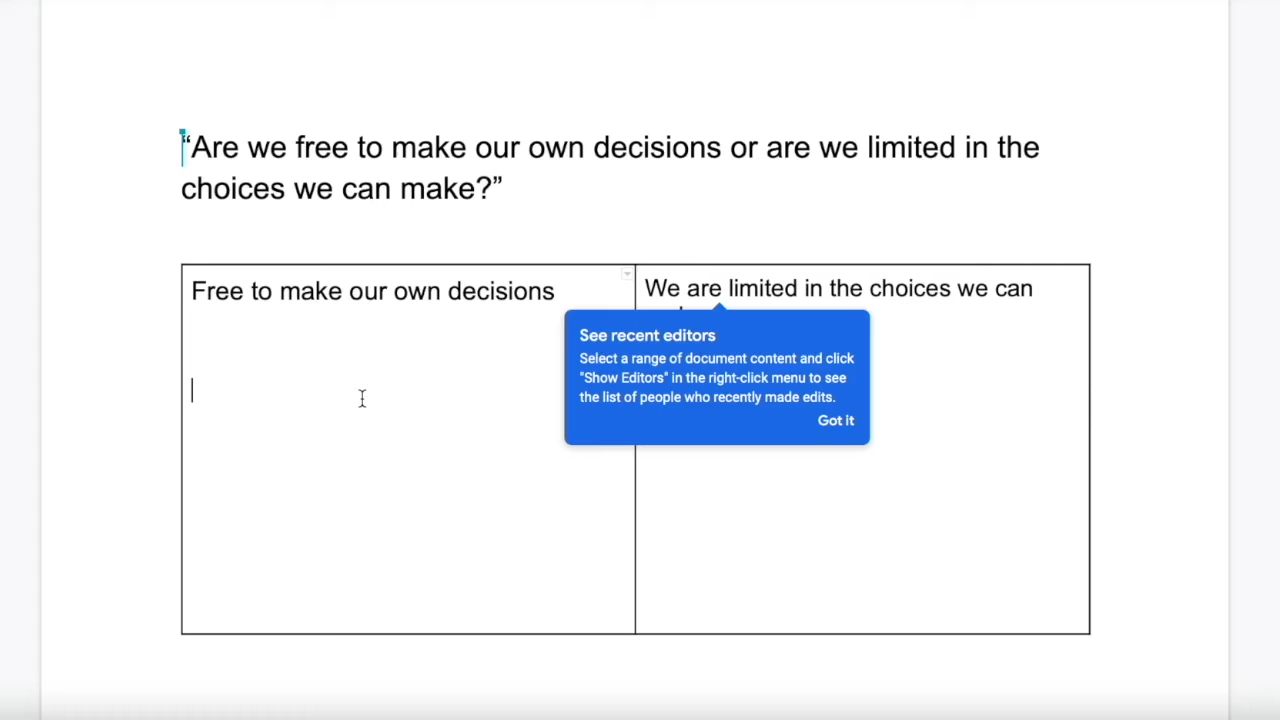 “Are we free to make our own decisions or are we limited in the
choices we can make?”
Free to make our own decisions
We are limited in the choices we can
See recent editors
Select a range of document content and click
"Show Editors" in the right-click menu to see
the list of people who recently made edits.
Got it